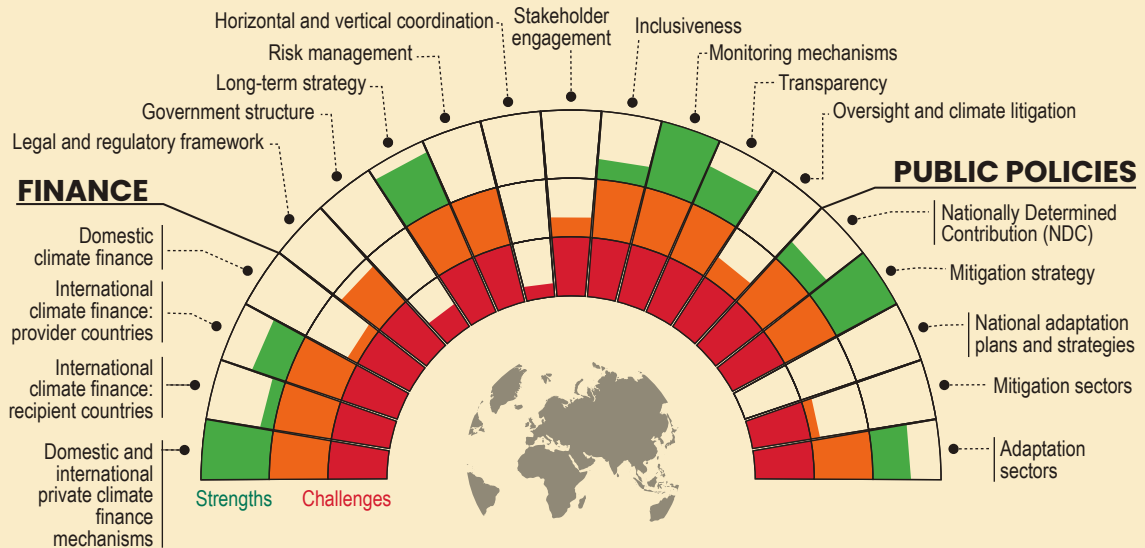 Horizontal and vertical coordination
Stakeholder
engagement
Inclusiveness
Risk management
Monitoring mechanisms
Long-term strategy
Transparency
Government structure
Oversight and climate litigation
Legal and regulatory framework
FINANCE
PUBLIC POLICIES
Domestic
climate finance
International
climate finance:
provider countries
International
climate finance:
recipient countries
Domestic and
international
private climate
finance
mechanisms
Nationally Determined
Contribution (NDC)
Mitigation strategy
National adaptation
plans and strategies
Mitigation sectors
Adaptation
sectors
Strengths
Challenges